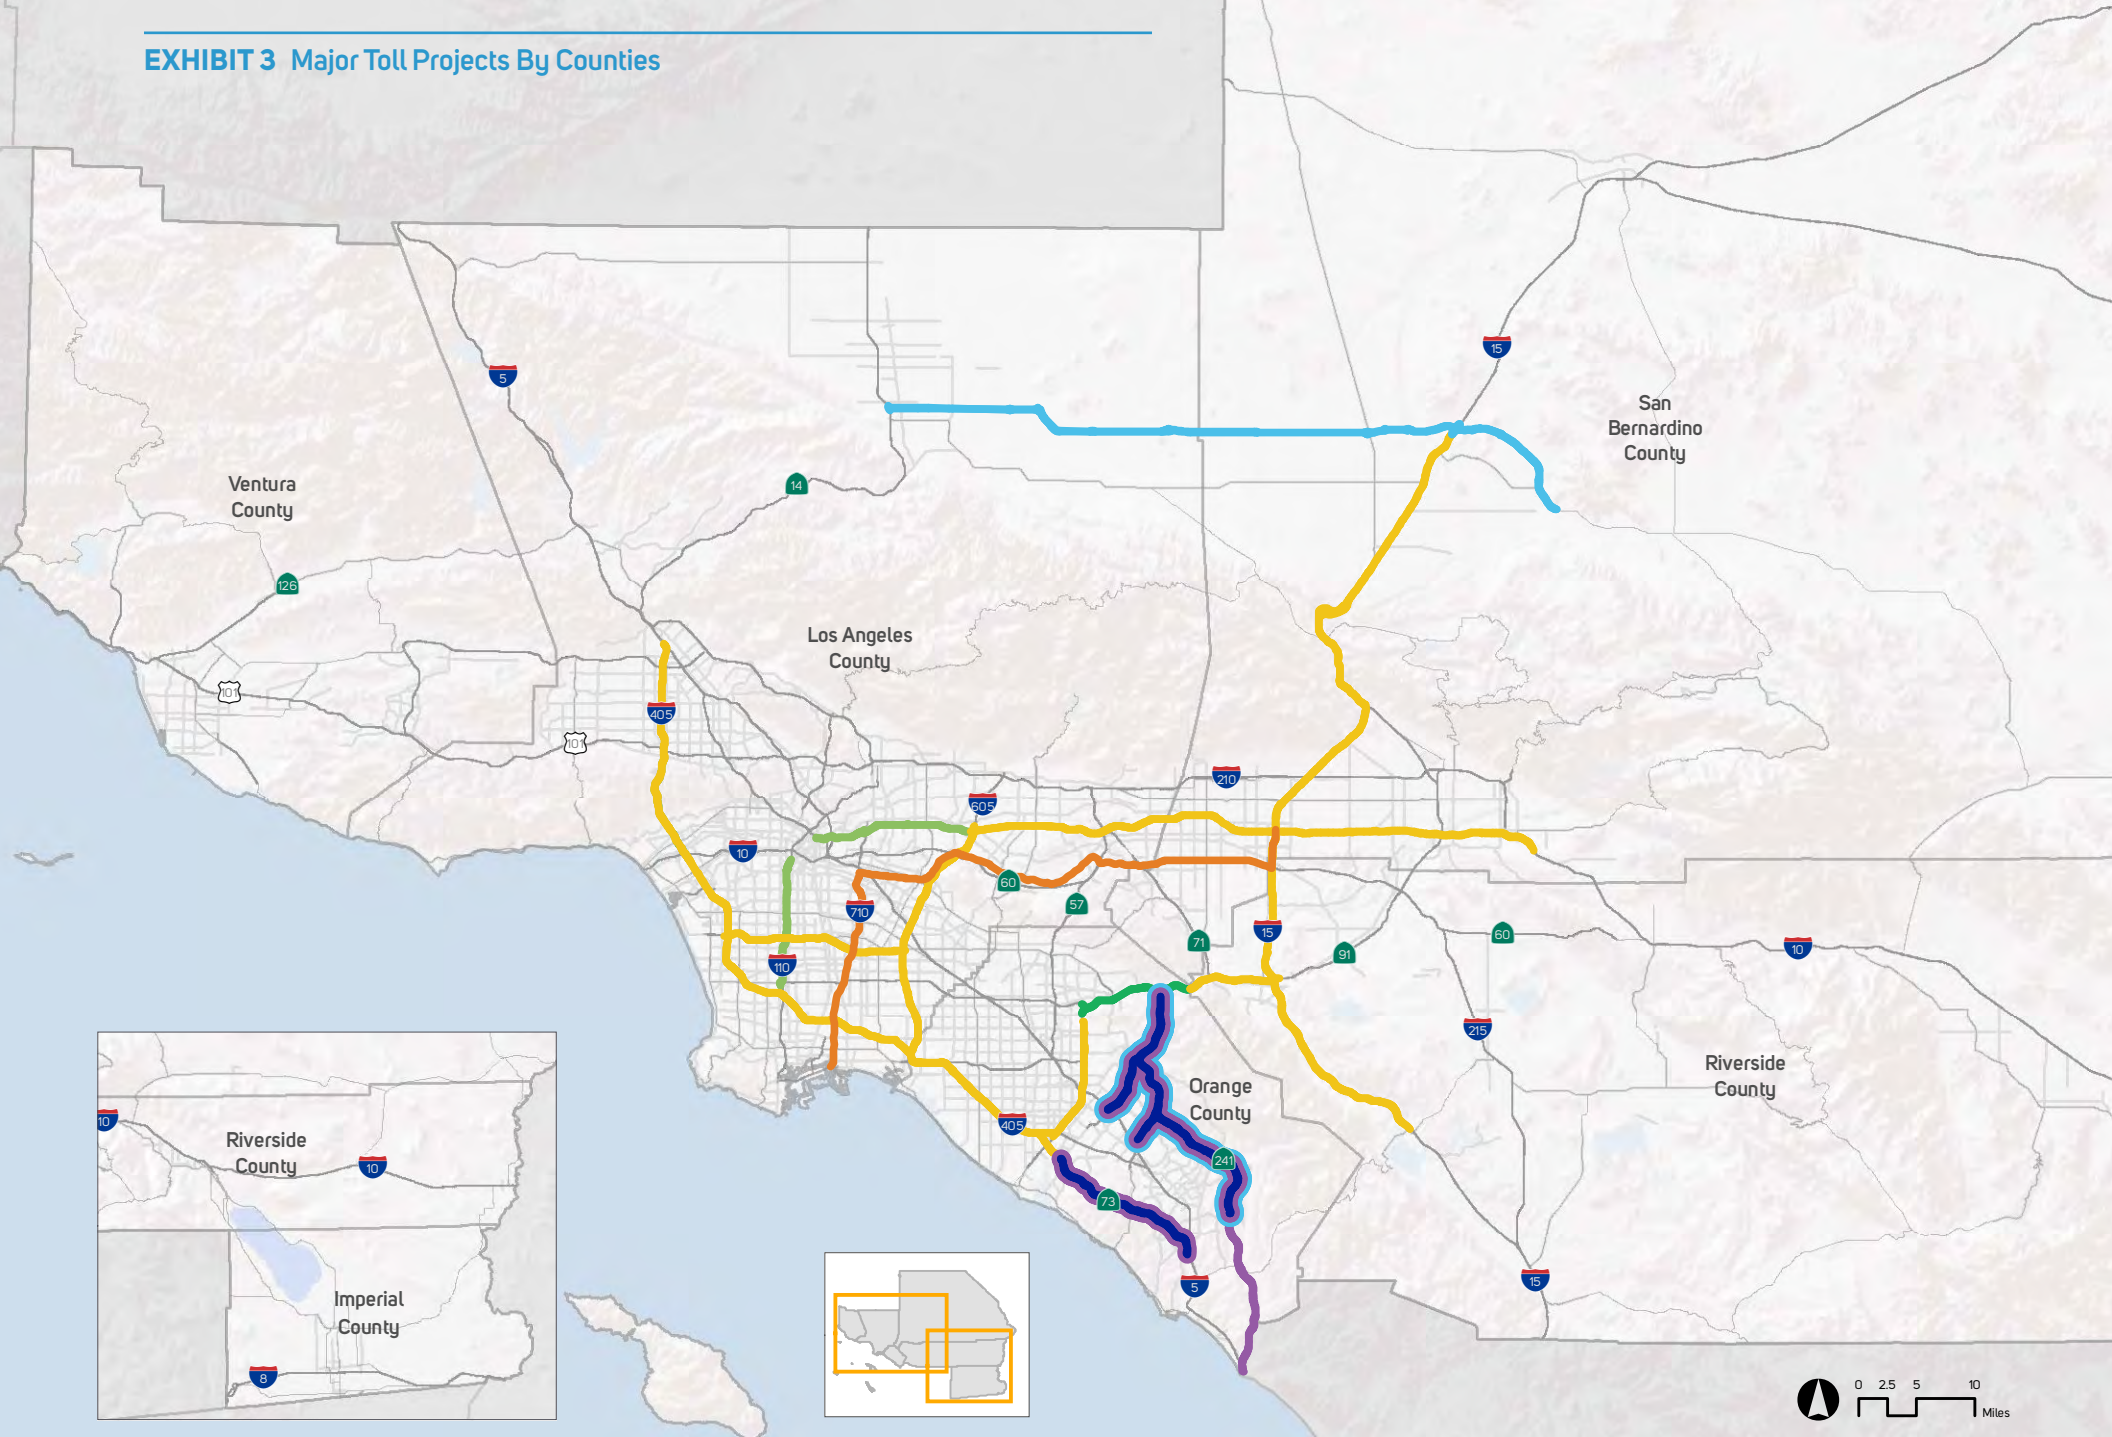 EXHIBIT 3 Major Toll Projects By Counties
15
5
San
Bernardino
County
Ventura
County
14
126
Los Angeles
County
101
405
101
210
605
10
60
57
710
15
71
91
60
10
110
215
Riverside
County
Orange
County
405
241
73
5
15
10
Riverside
County
10
Imperial
County
8
0 2.5 5 10
Miles